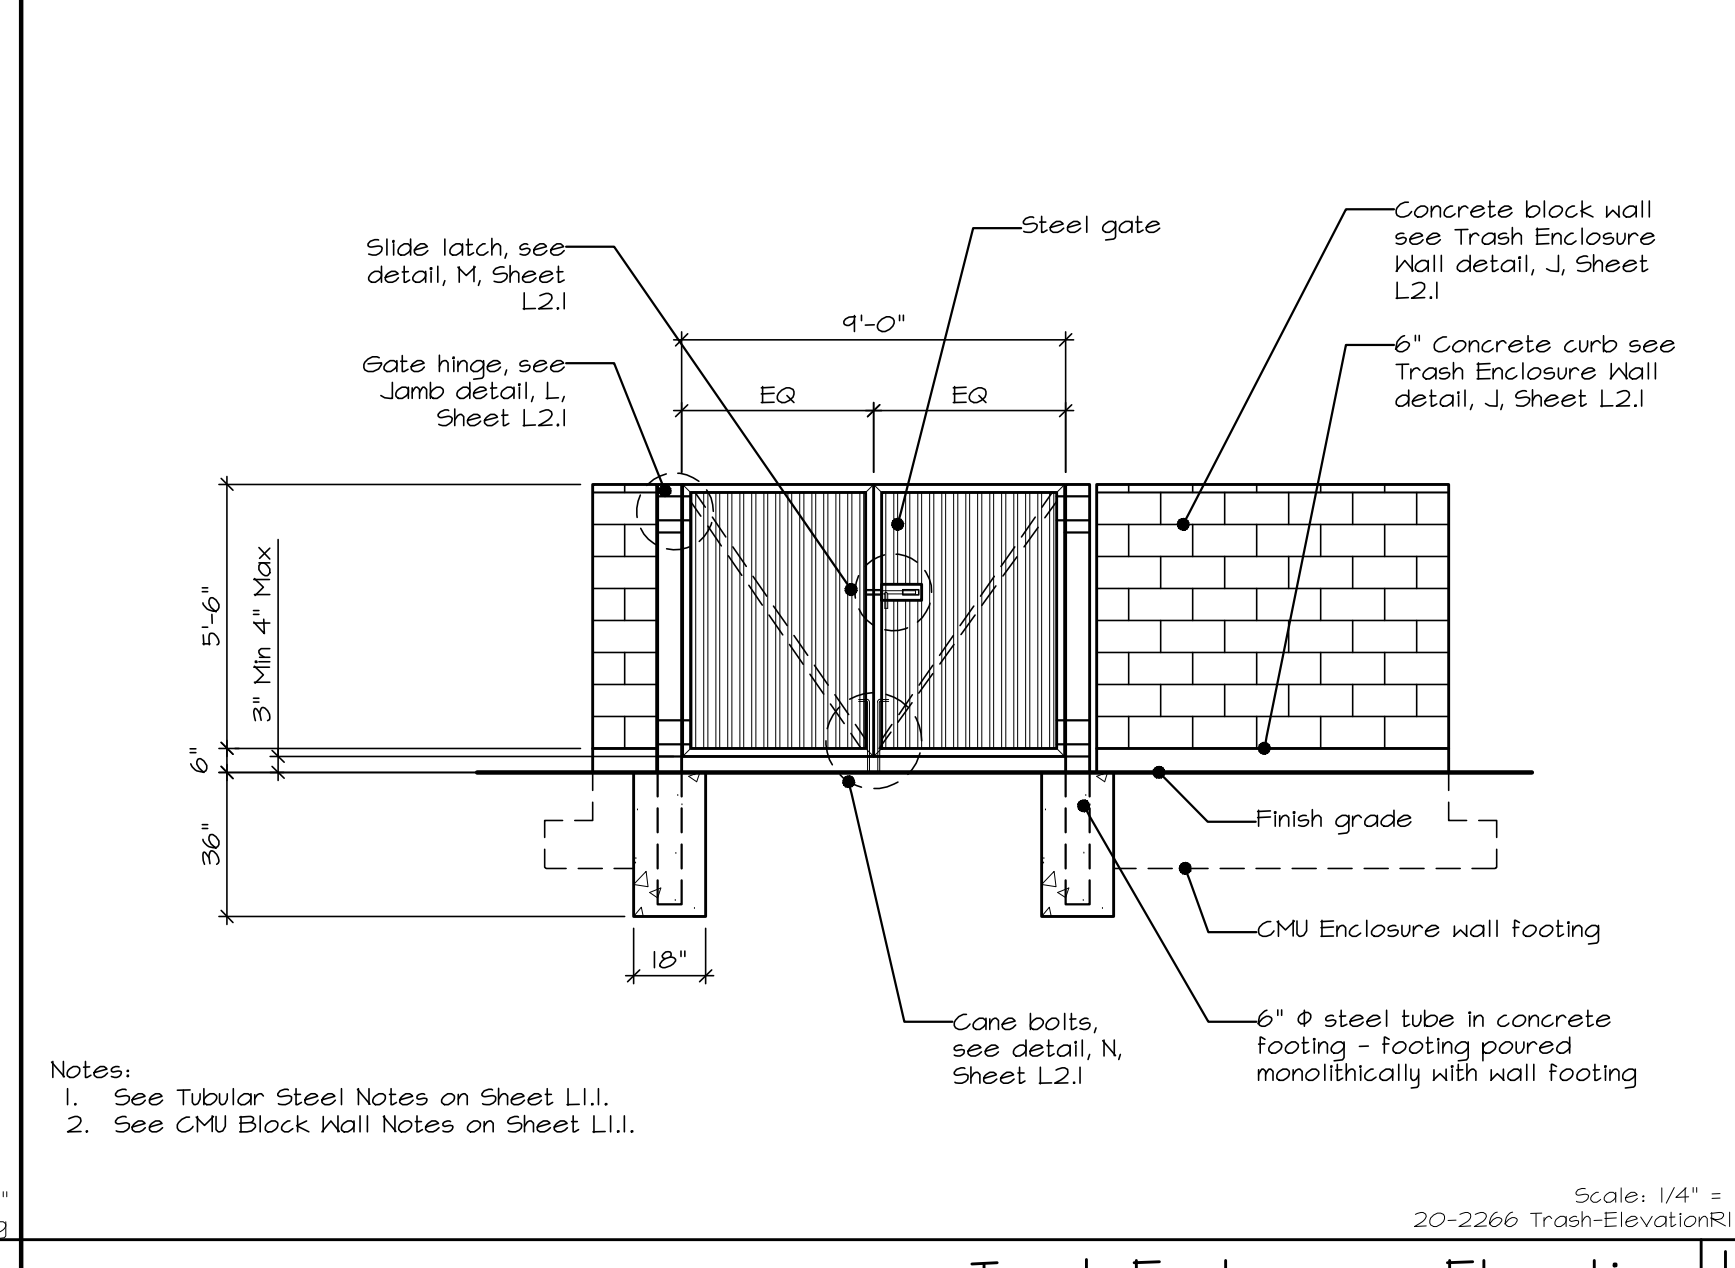 Slide latch, see
detail, M, Sheet
L2.1
Gate hinge, see
Jamb detail, L,
Sheet L2.1
Steel gate
Concrete block wall
see Trash Enclosure
Wall detail, J, Sheet
L2.1
6" Concrete curb see
Trash Enclosure Wall
detail, J, Sheet L2.1
9'-0"
EQ
EQ
5'-6"
3" Min 4" Max
6"
36"
18"
Finish grade
CMU Enclosure wall footing
6" Φ steel tube in concrete
footing - footing poured
monolithically with wall footing
Cane bolts,
see detail, N,
Sheet L2.1
Notes:
1. See Tubular Steel Notes on Sheet L1.1.
2. See CMU Block Wall Notes on Sheet L1.1.
Scale: 1/4" =
20-2266 Trash-ElevationR1